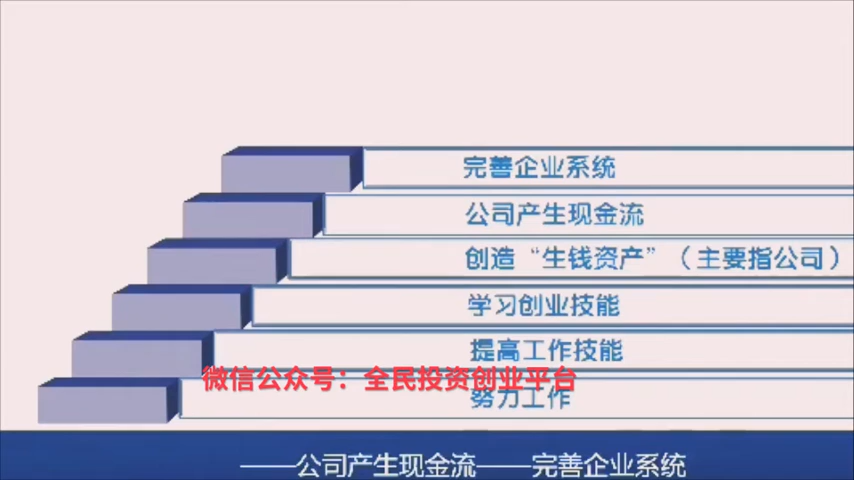 完善企业系统
公司产生现金流
创造“生钱资产”（主要指公司）
学习创业技能
提高工作技能
微信公众号：全民投资创业平台
努力工作
——公司产生现金流——完善企业系统